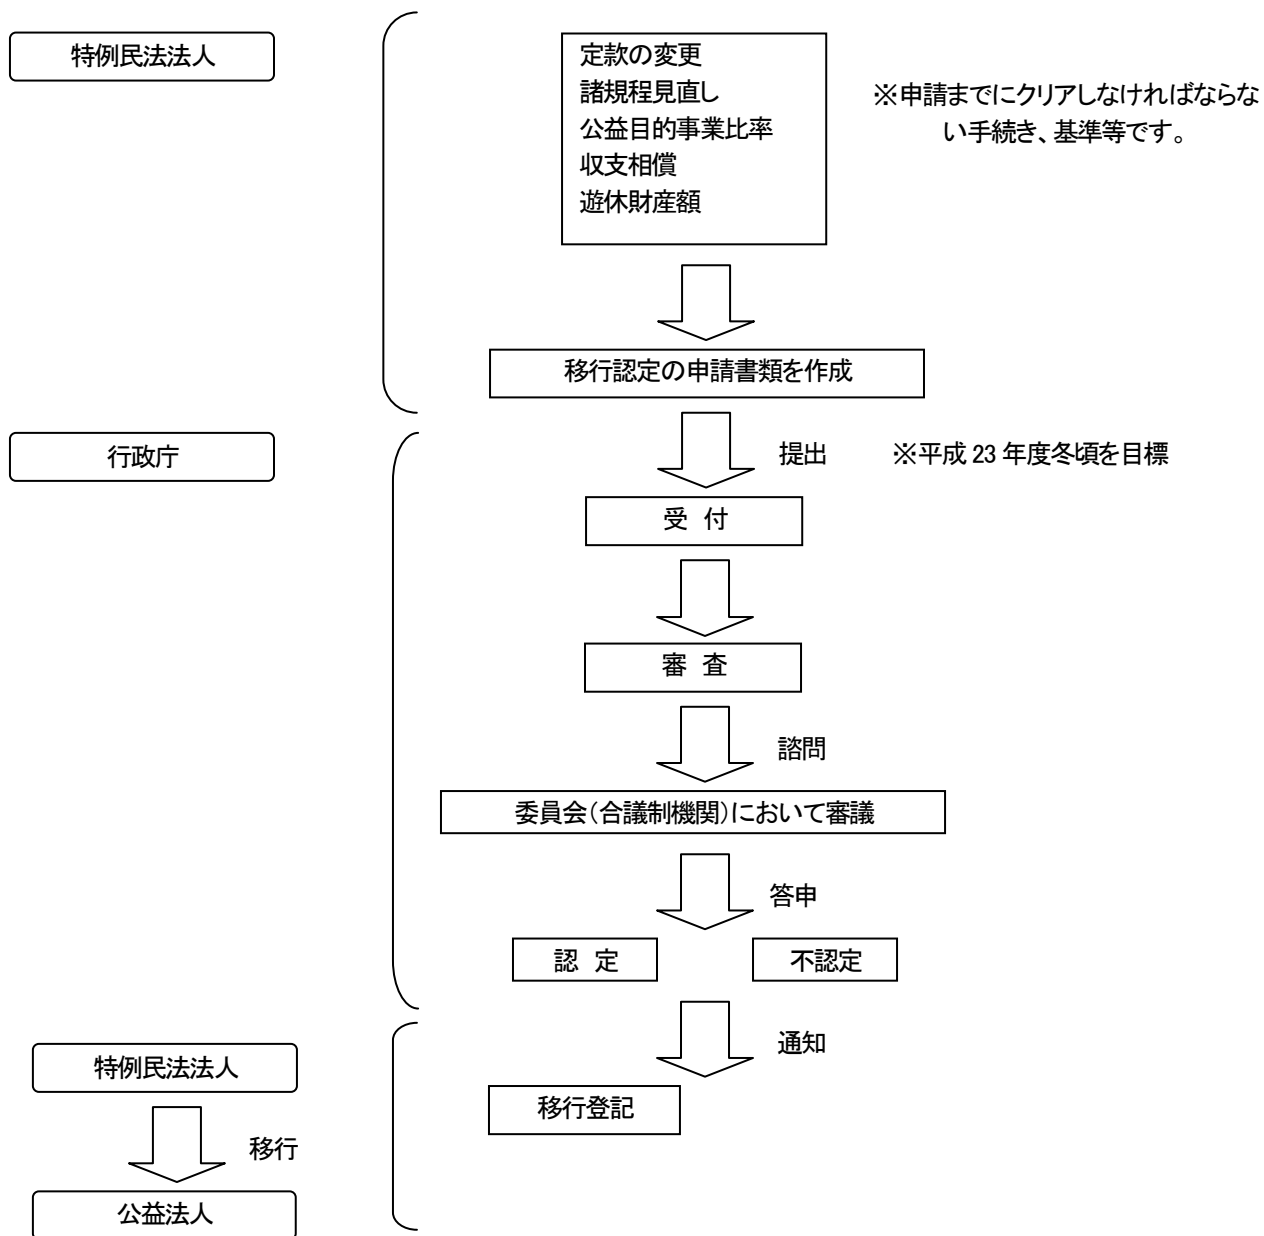 特例民法法人
定款の変更
諸規程見直し
公益目的事業比率
収支相償
遊休財産額
※申請までにクリアしなければならな
い手続き、基準等です。
移行認定の申請書類を作成
行政庁
提出
※平成 23 年度冬頃を目標
受 付
審 査
諮問
委員会（合議制機関）において審議
答申
認 定
不認定
通知
特例民法法人
移行登記
移行
公益法人